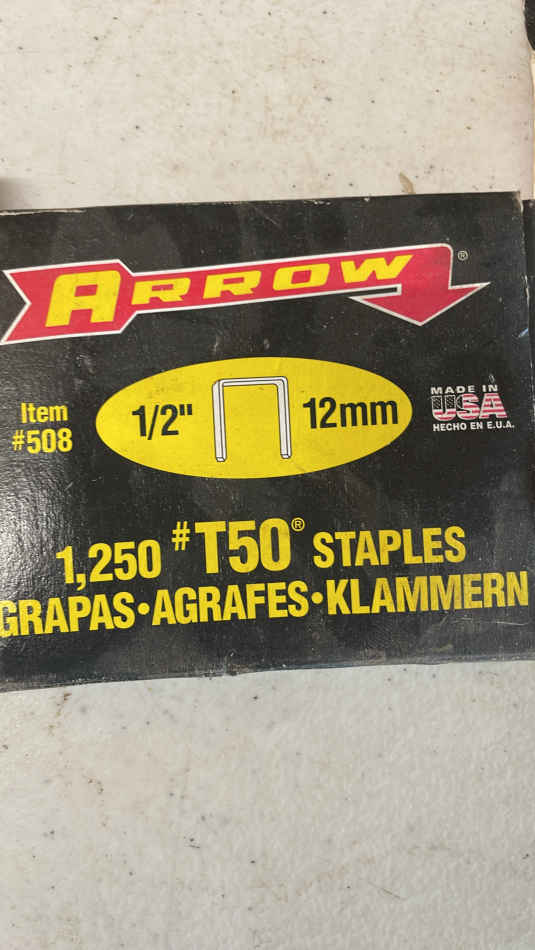 ARROW®
1/2" 12mm
Item
#508
MADE IN
USA
HECHO EN E.U.A.
1,250 #T50® STAPLES
GRAPAS•AGRAFES•KLAMMERN